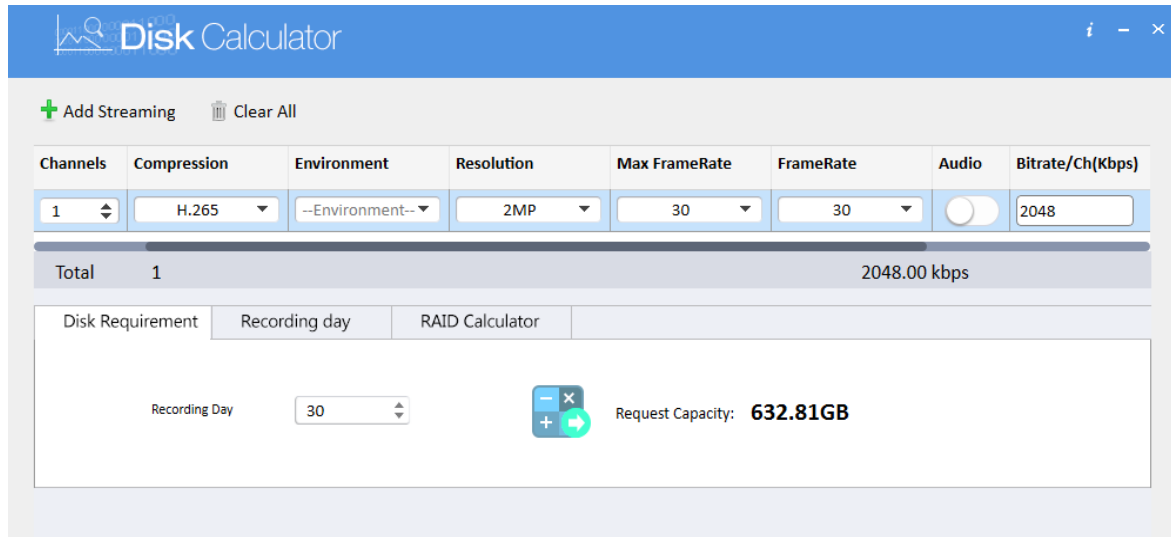 Disk Calculator
Add Streaming Clear All
Channels Compression Environment Resolution Max FrameRate FrameRate Audio Bitrate/Ch(Kbps)
1 H.265 --Environment-- 2MP 30 30 2048
Total 1 2048.00 kbps
Disk Requirement Recording day RAID Calculator
Recording Day 30 Request Capacity: 632.81GB